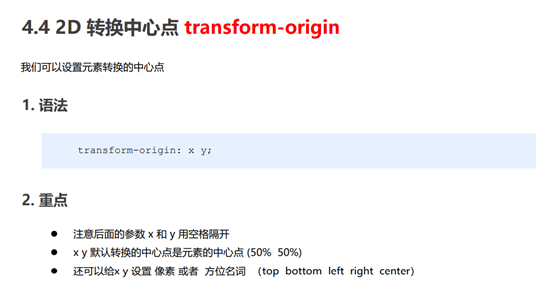 4.4 2D 转换中心点 transform-origin
我们可以设置元素转换的中心点
1. 语法
transform-origin: x y;
2. 重点
● 注意后面的参数 x 和 y 用空格隔开
● x y 默认转换的中心点是元素的中心点 (50% 50%)
● 还可以给x y 设置 像素 或者 方位名词 （top bottom left right center）